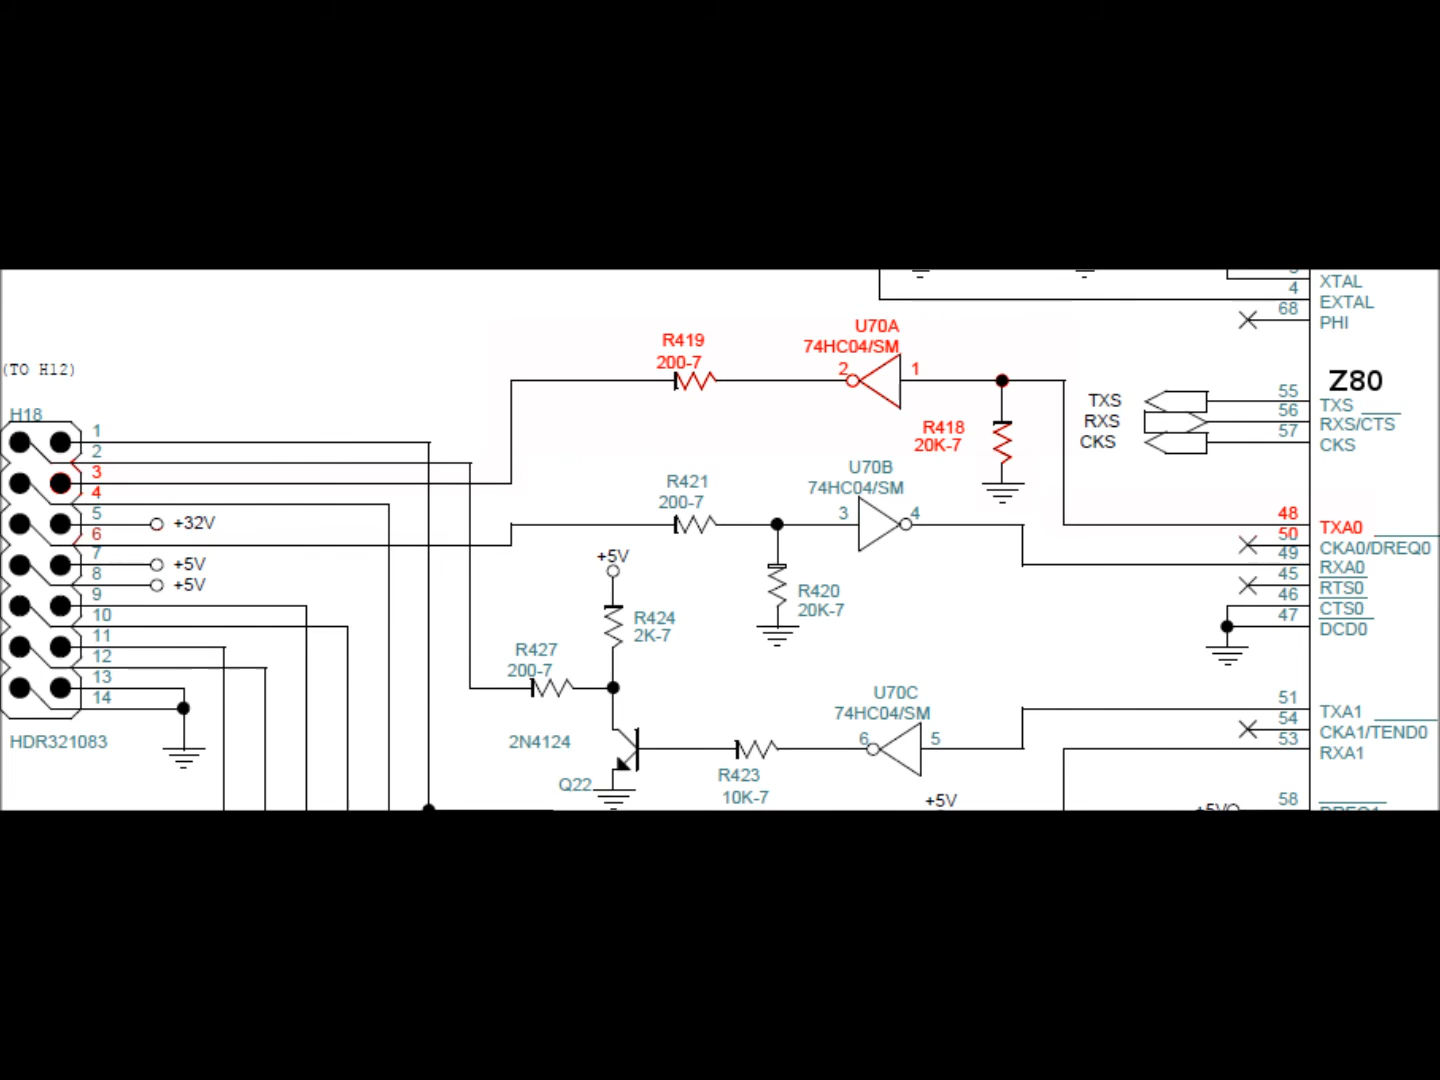 XTAL
4
EXTAL
68
PHI
U70A
R419
74HC04/SM
200-7
2
1
(TO H12)
Z80
55
TXS
TXS
56
RXS
RXS/CTS
57
CKS
CKS
H18
R418
20K-7
1
2
3
4
5
+32V
6
7
+5V
8
+5V
9
10
11
12
13
14
HDR321083
U70B
R421
74HC04/SM
200-7
3
4
48
TXA0
50
CKA0/DREQ0
49
RXA0
45
RTS0
46
CTS0
47
DCD0
+5V
R420
20K-7
R424
2K-7
R427
200-7
U70C
74HC04/SM
6
5
51
TXA1
54
CKA1/TEND0
53
RXA1
2N4124
Q22
R423
10K-7
+5V
58
+5V